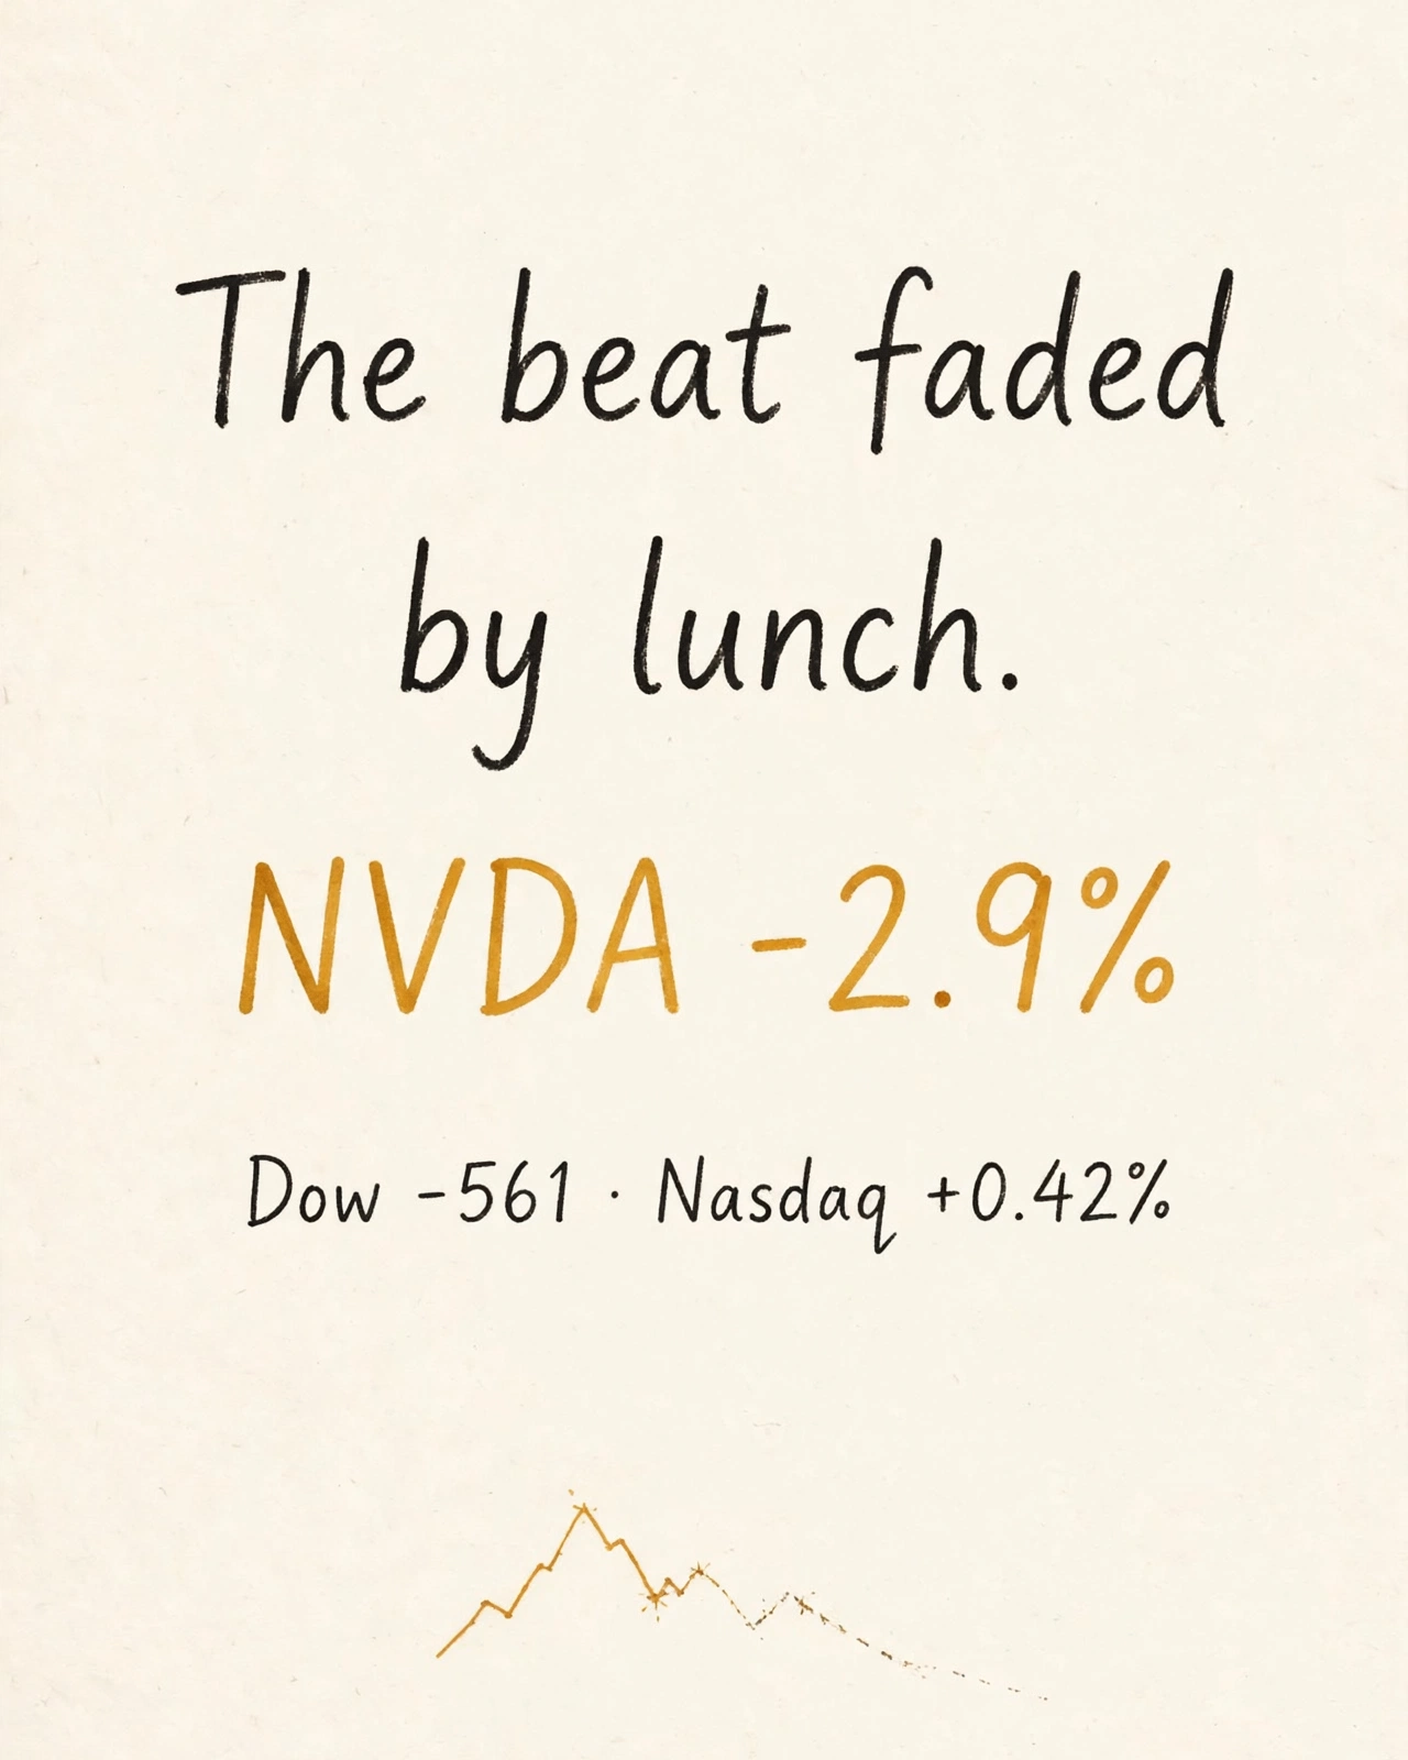 The beat faded
by lunch.
NVDA -2.9%
Dow -561 · Nasdaq +0.42%